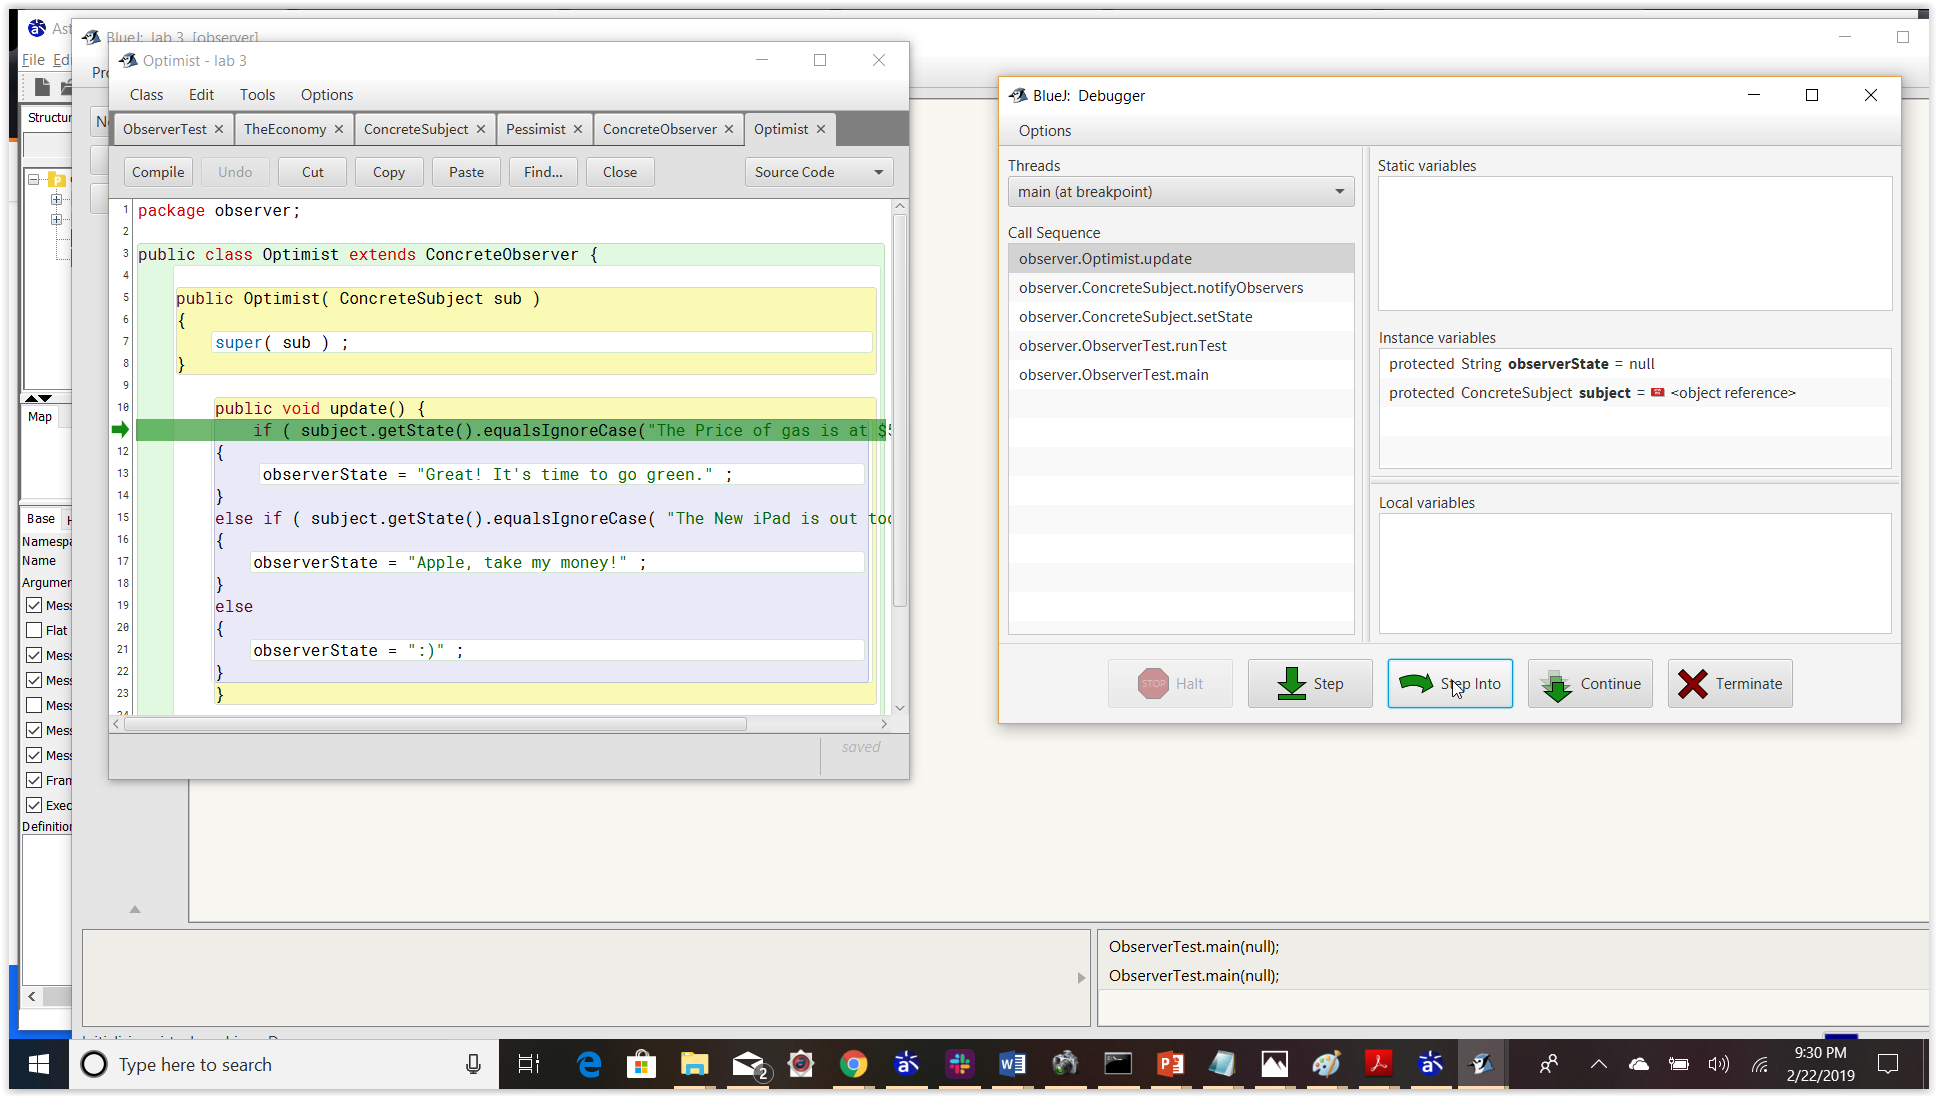 Ast
BlueJ: lab 3 [observer]
File Edi
Pro
Structur
Ne
Map
Base
Namespa
Name
Argumer
Mess
Flat
Mess
Mess
Mess
Mess
Mess
Fram
Exec
Definition
Optimist - lab 3
Class Edit Tools Options
ObserverTest × TheEconomy × ConcreteSubject × Pessimist × ConcreteObserver × Optimist ×
Compile Undo Cut Copy Paste Find... Close Source Code
1 package observer;
2
3 public class Optimist extends ConcreteObserver {
4
5 public Optimist( ConcreteSubject sub )
6 {
7 super( sub ) ;
8 }
9
10 public void update() {
if ( subject.getState().equalsIgnoreCase("The Price of gas is at $5
12 {
13 observerState = "Great! It's time to go green." ;
14 }
15 else if ( subject.getState().equalsIgnoreCase( "The New iPad is out toc
16 {
17 observerState = "Apple, take my money!" ;
18 }
19 else
20 {
21 observerState = ":)" ;
22 }
23 }
24
saved
BlueJ: Debugger
Options
Threads
main (at breakpoint)
Call Sequence
observer.Optimist.update
observer.ConcreteSubject.notifyObservers
observer.ConcreteSubject.setState
observer.ObserverTest.runTest
observer.ObserverTest.main
Static variables
Instance variables
protected String observerState = null
protected ConcreteSubject subject = <object reference>
Local variables
STOP Halt Step Step Into Continue Terminate
ObserverTest.main(null);
ObserverTest.main(null);
Type here to search
2
9:30 PM
2/22/2019